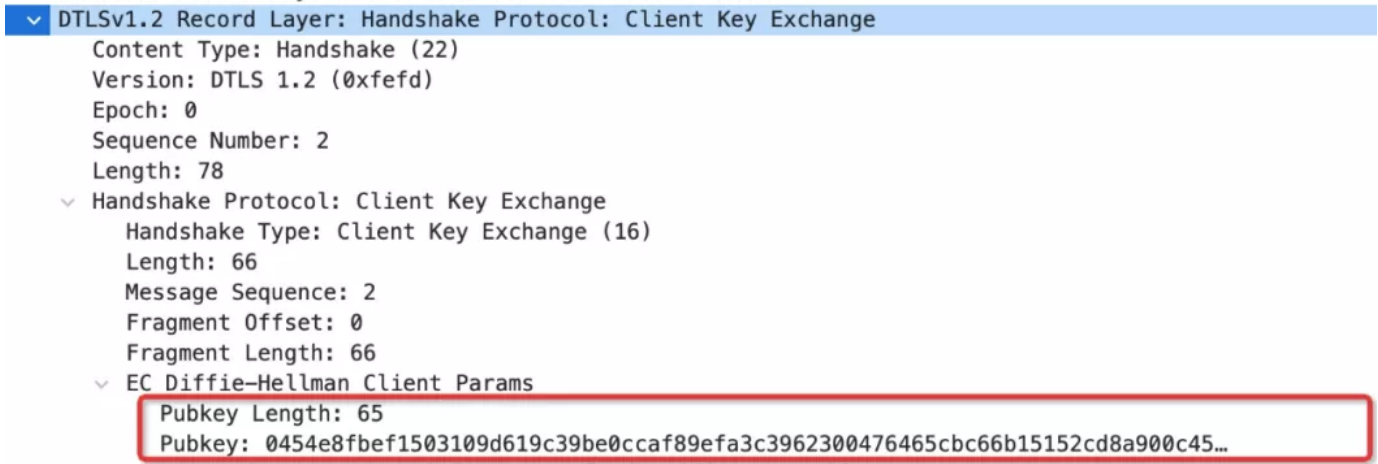 DTLSv1.2 Record Layer: Handshake Protocol: Client Key Exchange
Content Type: Handshake (22)
Version: DTLS 1.2 (0xfefd)
Epoch: 0
Sequence Number: 2
Length: 78
Handshake Protocol: Client Key Exchange
Handshake Type: Client Key Exchange (16)
Length: 66
Message Sequence: 2
Fragment Offset: 0
Fragment Length: 66
EC Diffie-Hellman Client Params
Pubkey Length: 65
Pubkey: 0454e8fbef1503109d619c39be0ccaf89efa3c3962300476465cbc66b15152cd8a900c45…